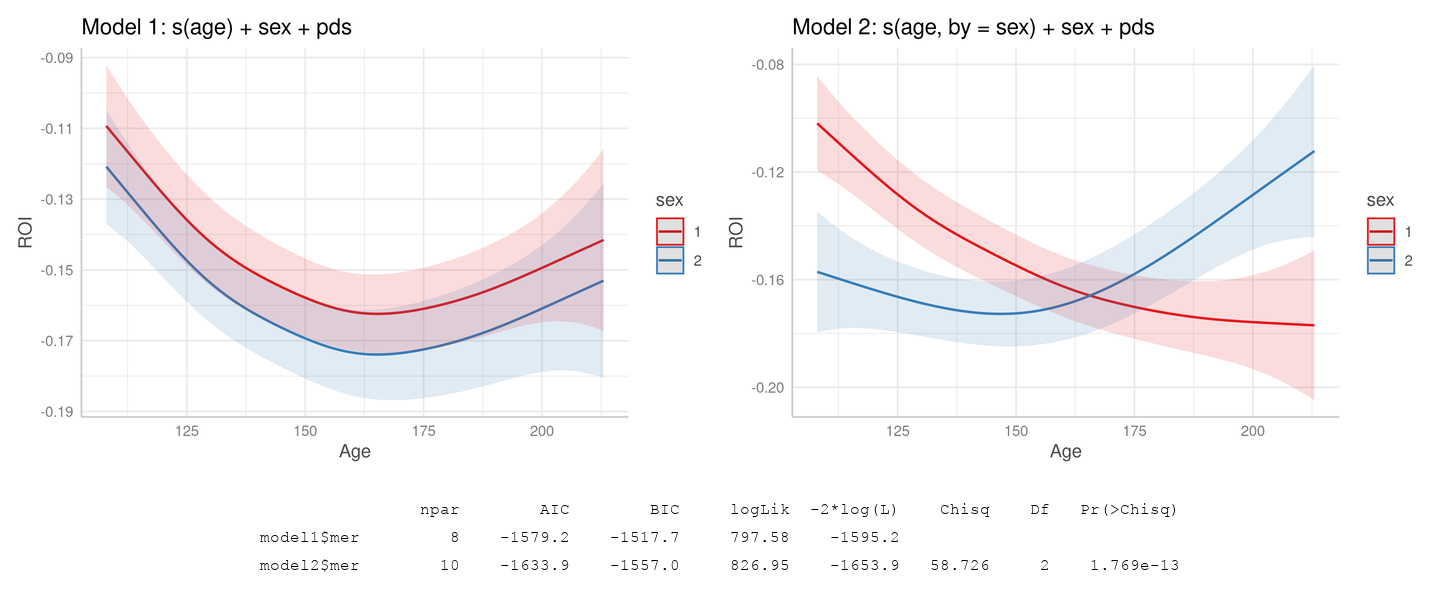 Model 1: s(age) + sex + pds
-0.09
-0.11
-0.13
-0.15
-0.17
-0.19
ROI
125 150 175 200
Age
sex
1
2
Model 2: s(age, by = sex) + sex + pds
-0.08
-0.12
-0.16
-0.20
ROI
125 150 175 200
Age
sex
1
2
npar AIC BIC logLik -2*log(L) Chisq Df Pr(>Chisq)
model1$mer 8 -1579.2 -1517.7 797.58 -1595.2
model2$mer 10 -1633.9 -1557.0 826.95 -1653.9 58.726 2 1.769e-13